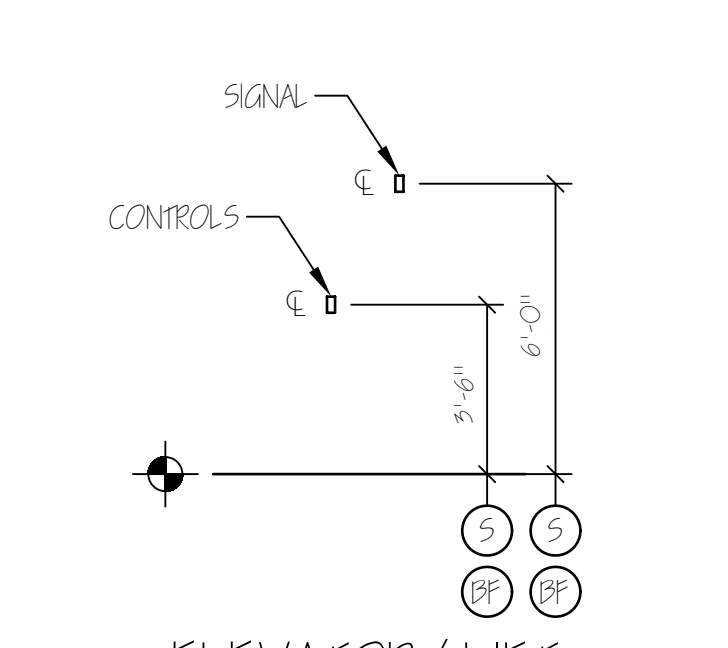 SIGNAL
℄
CONTROLS
℄
6'-0"
3'-6"
S S
BF BF